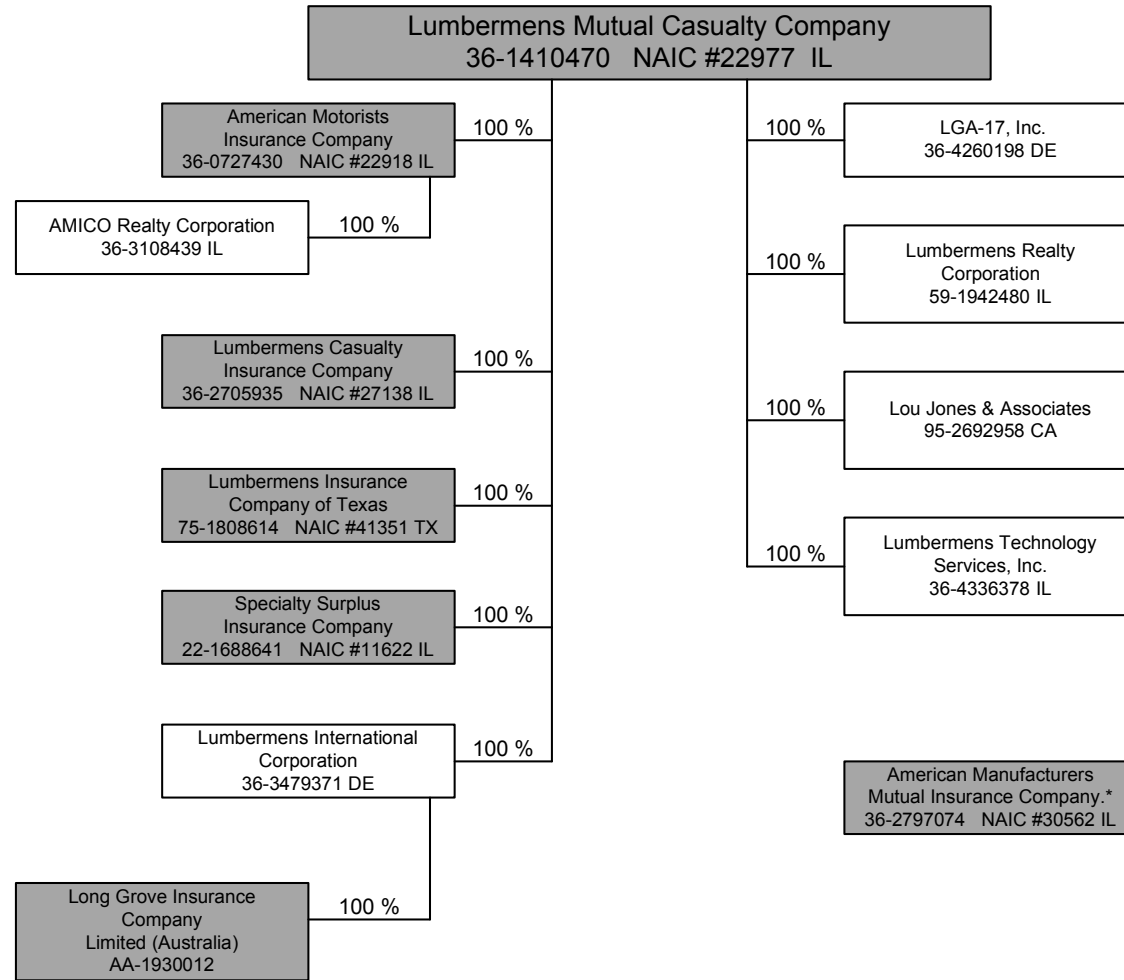 Lumbermens Mutual Casualty Company
36-1410470 NAIC #22977 IL
American Motorists
Insurance Company
36-0727430 NAIC #22918 IL
100 %
AMICO Realty Corporation
36-3108439 IL
100 %
Lumbermens Casualty
Insurance Company
36-2705935 NAIC #27138 IL
100 %
Lumbermens Insurance
Company of Texas
75-1808614 NAIC #41351 TX
100 %
Specialty Surplus
Insurance Company
22-1688641 NAIC #11622 IL
100 %
Lumbermens International
Corporation
36-3479371 DE
100 %
Long Grove Insurance
Company
Limited (Australia)
AA-1930012
100 %
100 %
LGA-17, Inc.
36-4260198 DE
100 %
Lumbermens Realty
Corporation
59-1942480 IL
100 %
Lou Jones & Associates
95-2692958 CA
100 %
Lumbermens Technology
Services, Inc.
36-4336378 IL
American Manufacturers
Mutual Insurance Company.*
36-2797074 NAIC #30562 IL